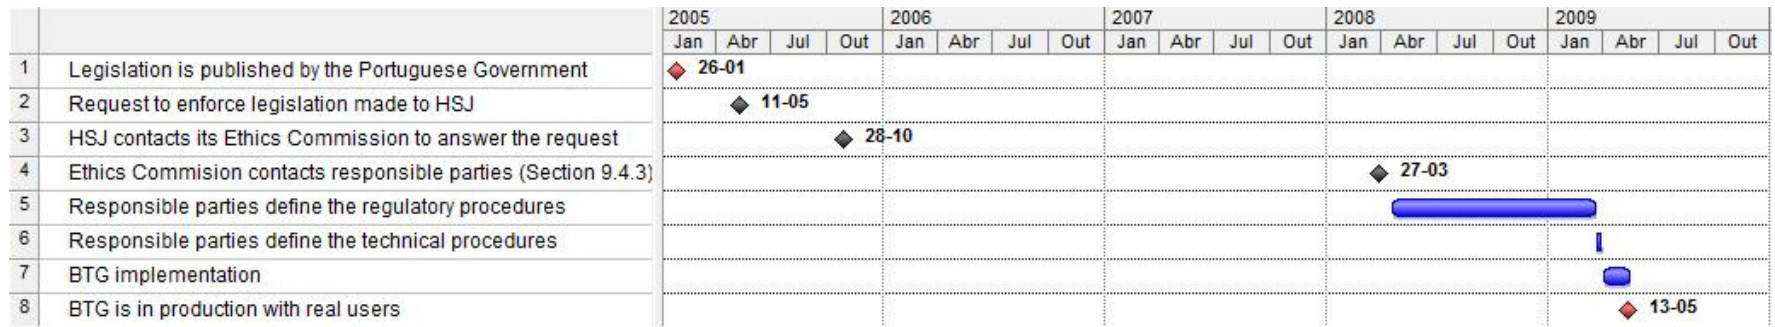 2005 2006 2007 2008 2009
Jan Abr Jul Out Jan Abr Jul Out Jan Abr Jul Out Jan Abr Jul Out Jan Abr Jul Out
1 Legislation is published by the Portuguese Government 26-01
2 Request to enforce legislation made to HSJ 11-05
3 HSJ contacts its Ethics Commission to answer the request 28-10
4 Ethics Commision contacts responsible parties (Section 9.4.3) 27-03
5 Responsible parties define the regulatory procedures
6 Responsible parties define the technical procedures
7 BTG implementation
8 BTG is in production with real users 13-05